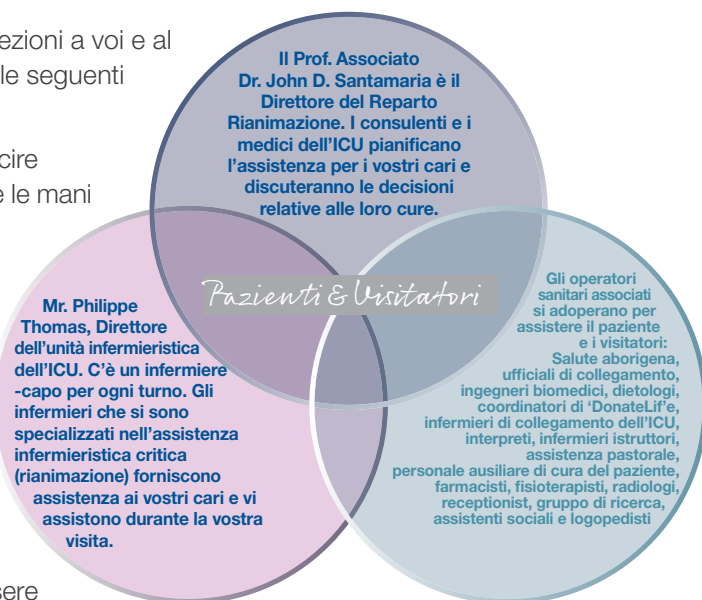 ezioni a voi e al
le seguenti
cire
e le mani
Il Prof. Associato
Dr. John D. Santamaria è il
Direttore del Reparto
Rianimazione. I consulenti e i
medici dell'ICU pianificano
l'assistenza per i vostri cari e
discuteranno le decisioni
relative alle loro cure.
Pazienti & Visitatori
Mr. Philippe
Thomas, Direttore
dell'unità infermieristica
dell'ICU. C'è un infermiere
-capo per ogni turno. Gli
infermieri che si sono
specializzati nell'assistenza
infermieristica critica
(rianimazione) forniscono
assistenza ai vostri cari e vi
assistono durante la vostra
visita.
Gli operatori
sanitari associati
si adoperano per
assistere il paziente
e i visitatori:
Salute aborigena,
ufficiali di collegamento,
ingegneri biomedici, dietologi,
coordinatori di 'DonateLif'e,
infermieri di collegamento dell'ICU,
interpreti, infermieri istruttori,
assistenza pastorale,
personale ausiliare di cura del paziente,
farmacisti, fisioterapisti, radiologi,
receptionist, gruppo di ricerca,
assistenti sociali e logopedisti
sere